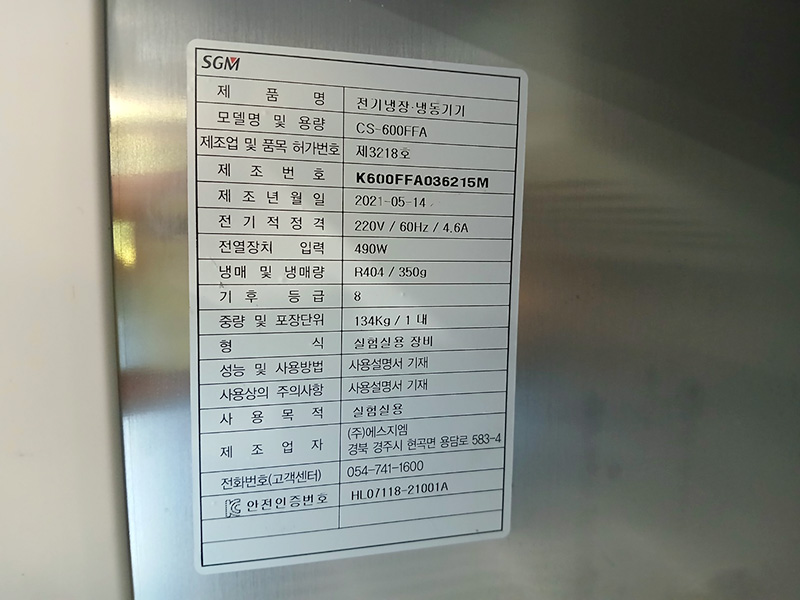 SGM
제 품 명 전기냉장·냉동기기
모델명 및 용량 CS-600FFA
제조업 및 품목 허가번호 제3218호
제 조 번 호 K600FFA036215M
제 조 년 월 일 2021-05-14
전 기 적 정 격 220V / 60Hz / 4.6A
전열장치 입력 490W
냉매 및 냉매량 R404 / 350g
기 후 등 급 8
중량 및 포장단위 134Kg / 1 내
형 식 실험실용 장비
성능 및 사용방법 사용설명서 기재
사용상의 주의사항 사용설명서 기재
사 용 목 적 실험실용
제 조 업 자 (주)에스지엠
경북 경주시 현곡면 용담로 583-4
전화번호(고객센터) 054-741-1600
안전인증번호 HL07118-21001A